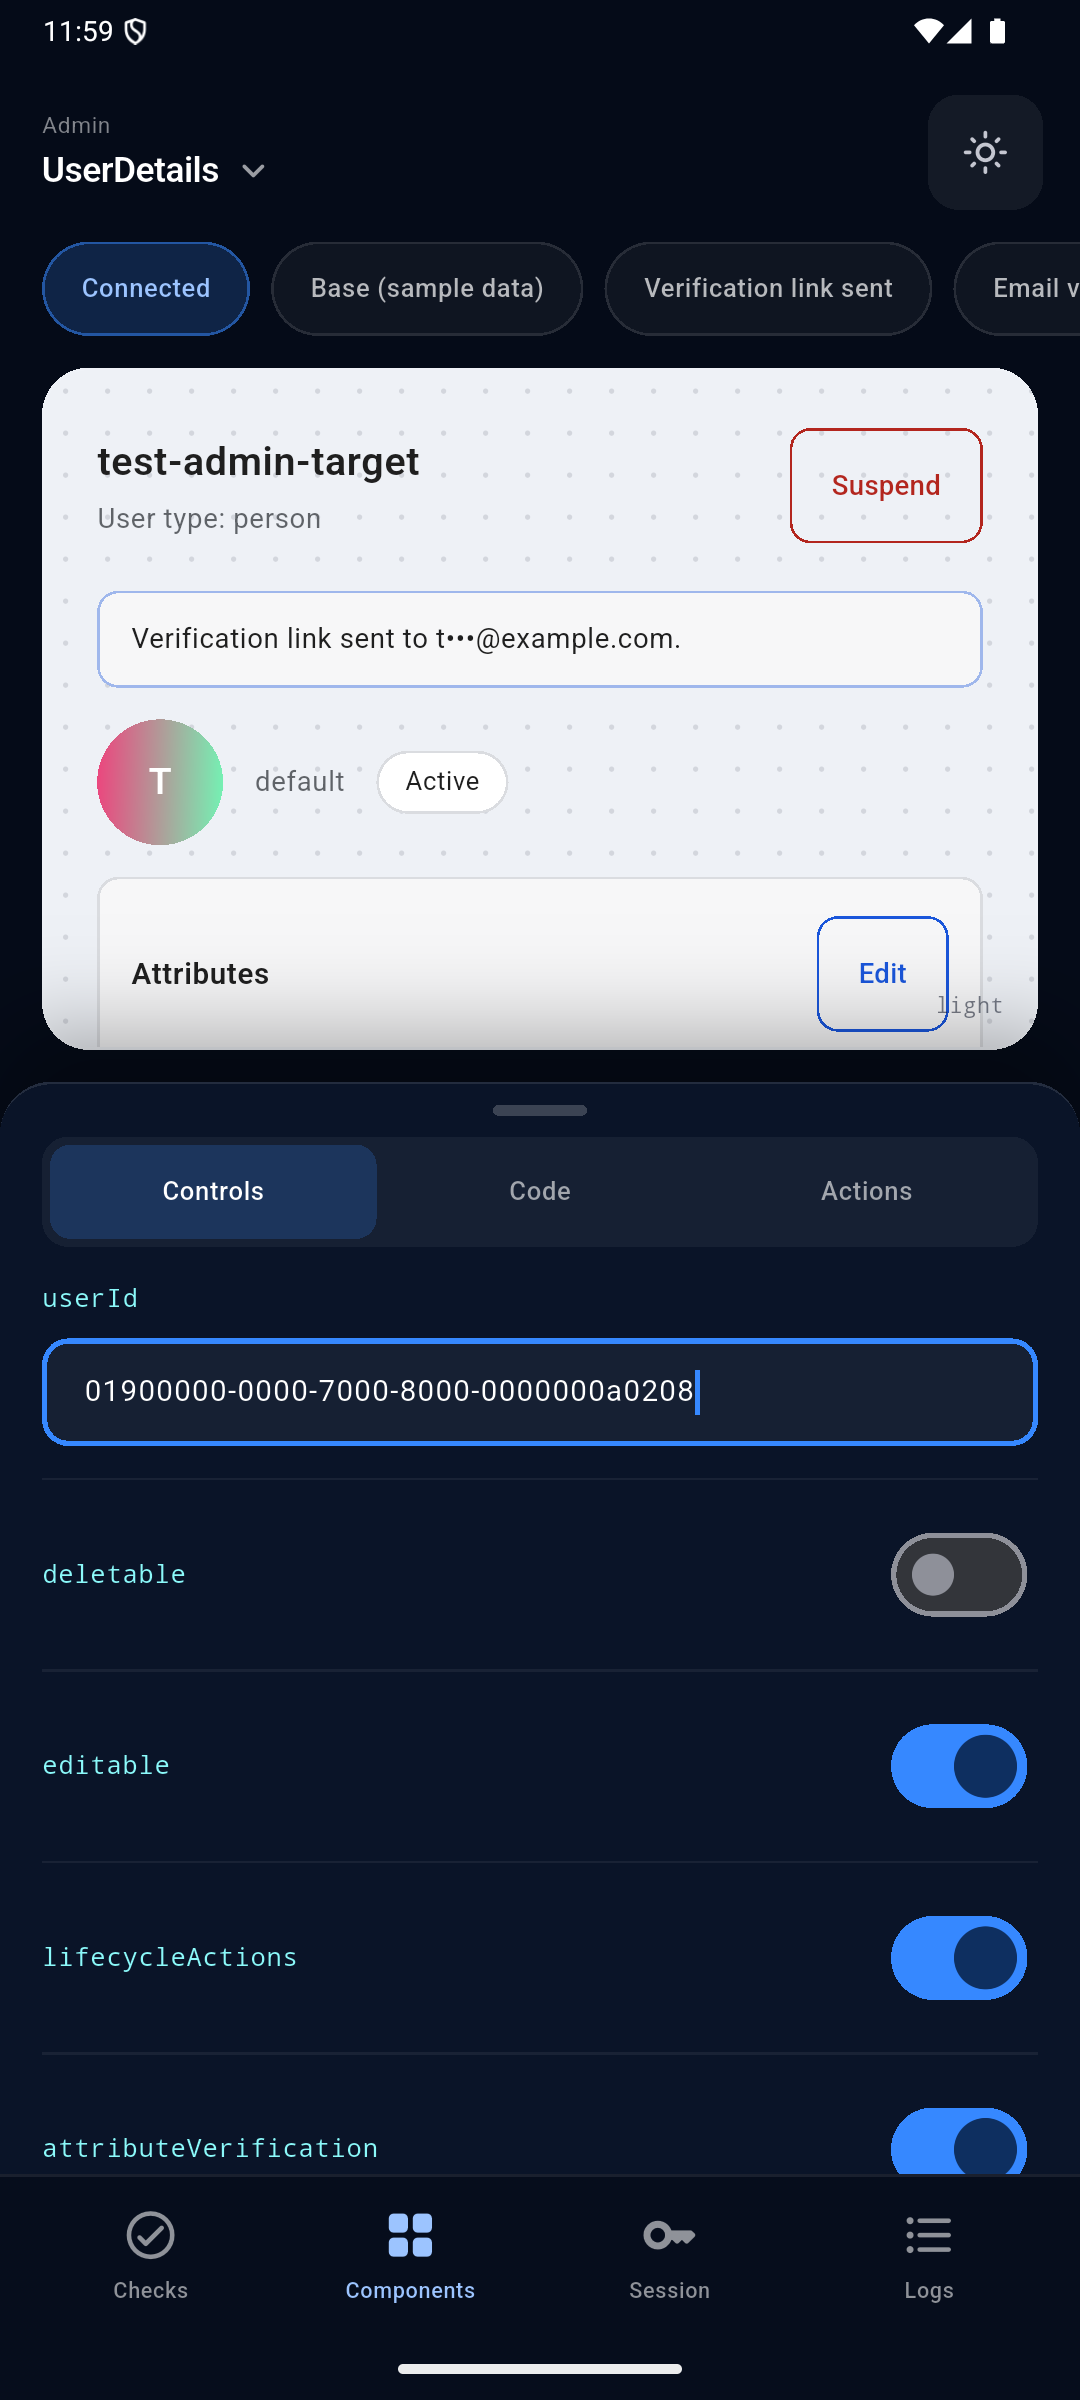 11:59
Admin
UserDetails
Connected
Base (sample data)
Verification link sent
Email v
test-admin-target
User type: person
Suspend
Verification link sent to t•••@example.com.
T
default
Active
Attributes
Edit
light
Controls
Code
Actions
userId
01900000-0000-7000-8000-0000000a0208
deletable
editable
lifecycleActions
attributeVerification
Checks
Components
Session
Logs